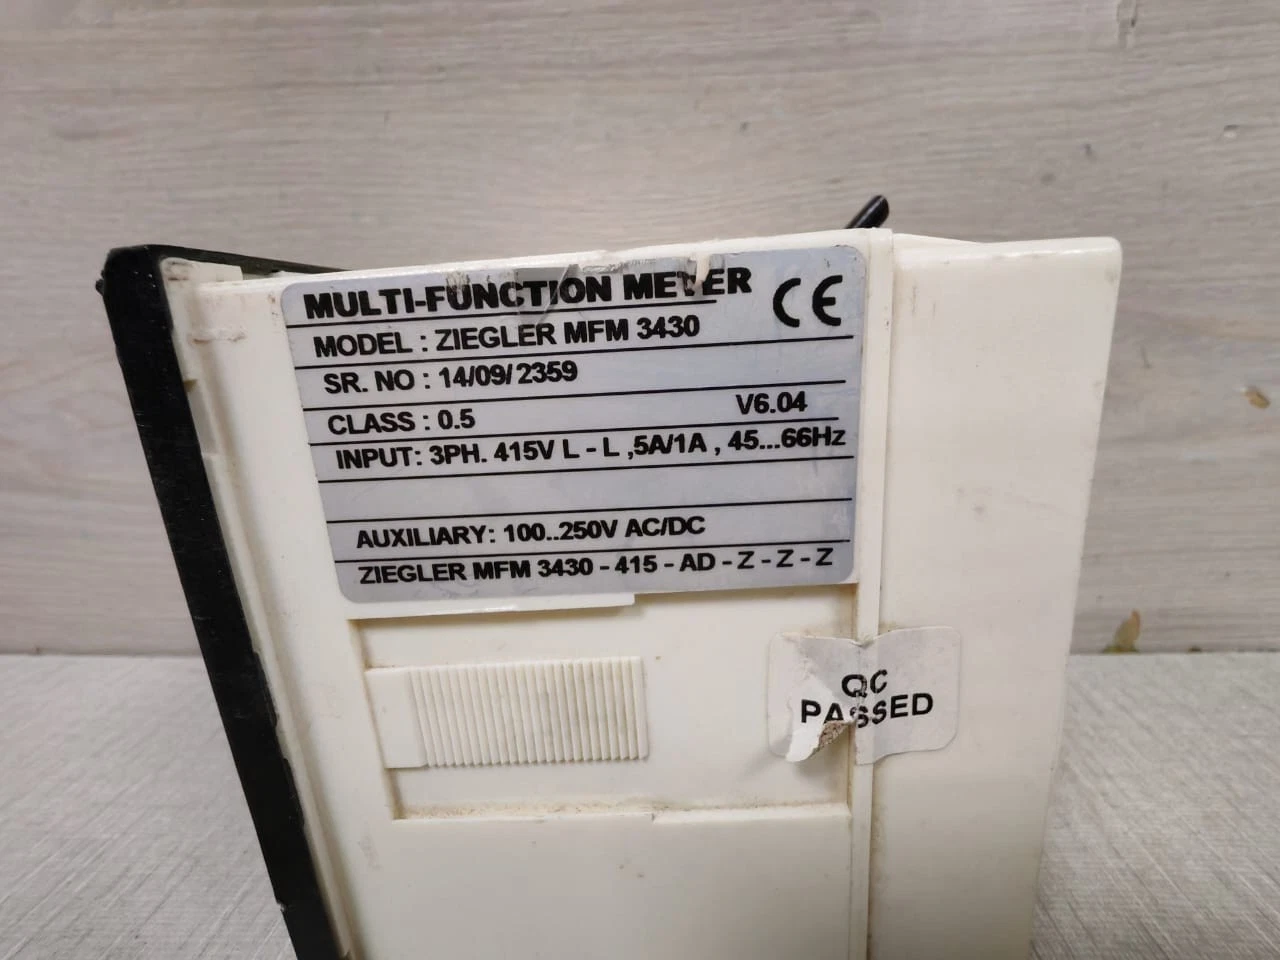 MULTI-FUNCTION METER CE
MODEL : ZIEGLER MFM 3430
SR. NO : 14/09/2359
CLASS : 0.5 V6.04
INPUT: 3PH. 415V L - L ,5A/1A , 45...66Hz
AUXILIARY: 100..250V AC/DC
ZIEGLER MFM 3430 - 415 - AD - Z - Z - Z
QC
PASSED